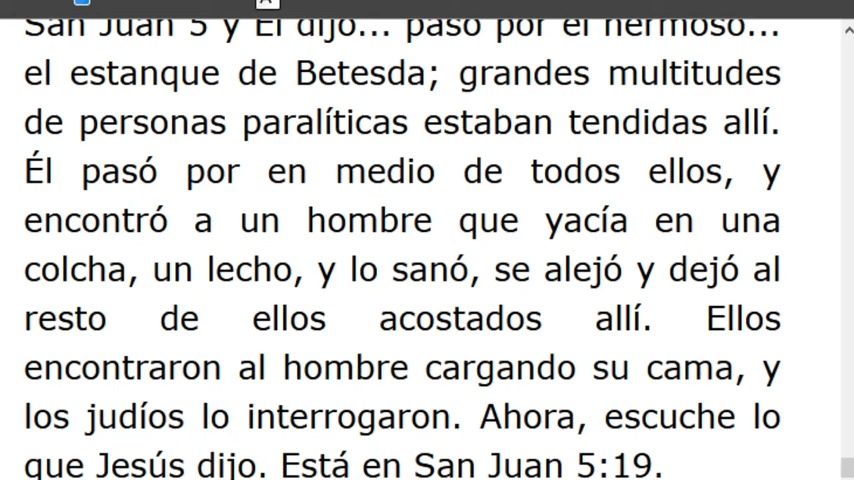 San Juan 5 y Él dijo... pasó por el hermoso...
el estanque de Betesda; grandes multitudes
de personas paralíticas estaban tendidas allí.
Él pasó por en medio de todos ellos, y
encontró a un hombre que yacía en una
colcha, un lecho, y lo sanó, se alejó y dejó al
resto de ellos acostados allí. Ellos
encontraron al hombre cargando su cama, y
los judíos lo interrogaron. Ahora, escuche lo
que Jesús dijo. Está en San Juan 5:19.